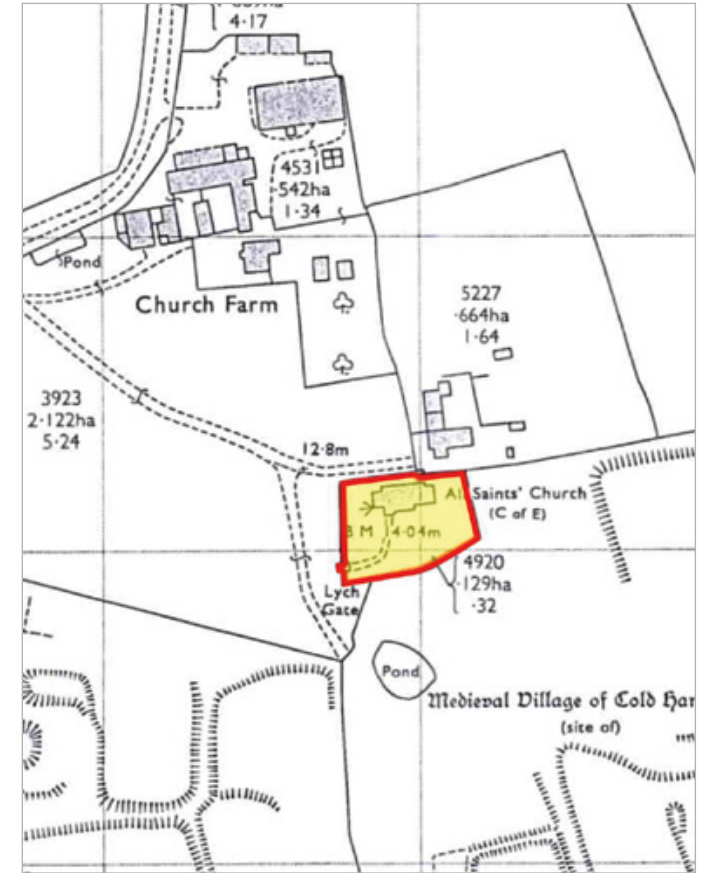 4·17
4531
·542ha
1·34
Pond
Church Farm
5227
·664ha
1·64
3923
2·122ha
5·24
12·8m
Saints' Church
(C of E)
B M 4·04m
4920
·129ha
·32
Lych
Gate
Pond
Medieval Village of Cold Har
(site of)